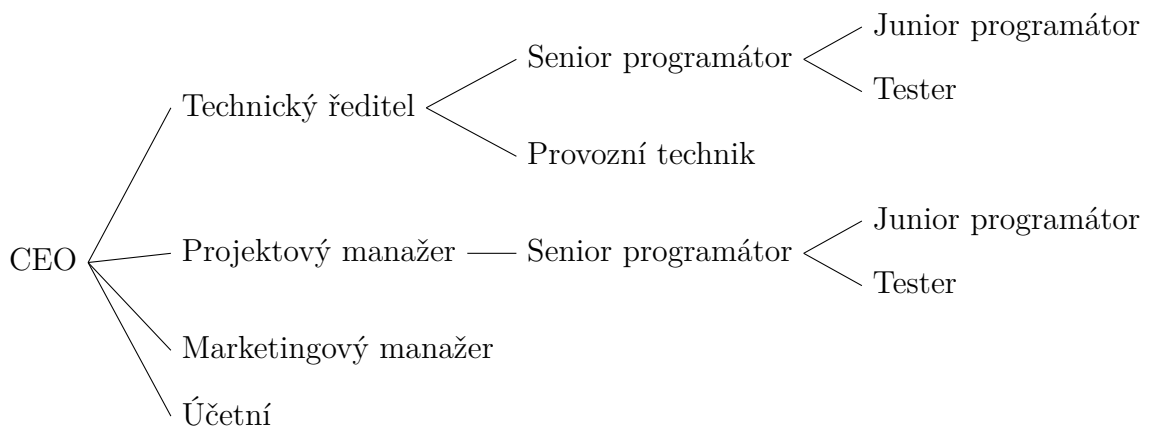 Junior programátor
Senior programátor
Tester
Technický ředitel
Provozní technik
Junior programátor
CEO
Projektový manažer
Senior programátor
Tester
Marketingový manažer
Účetní